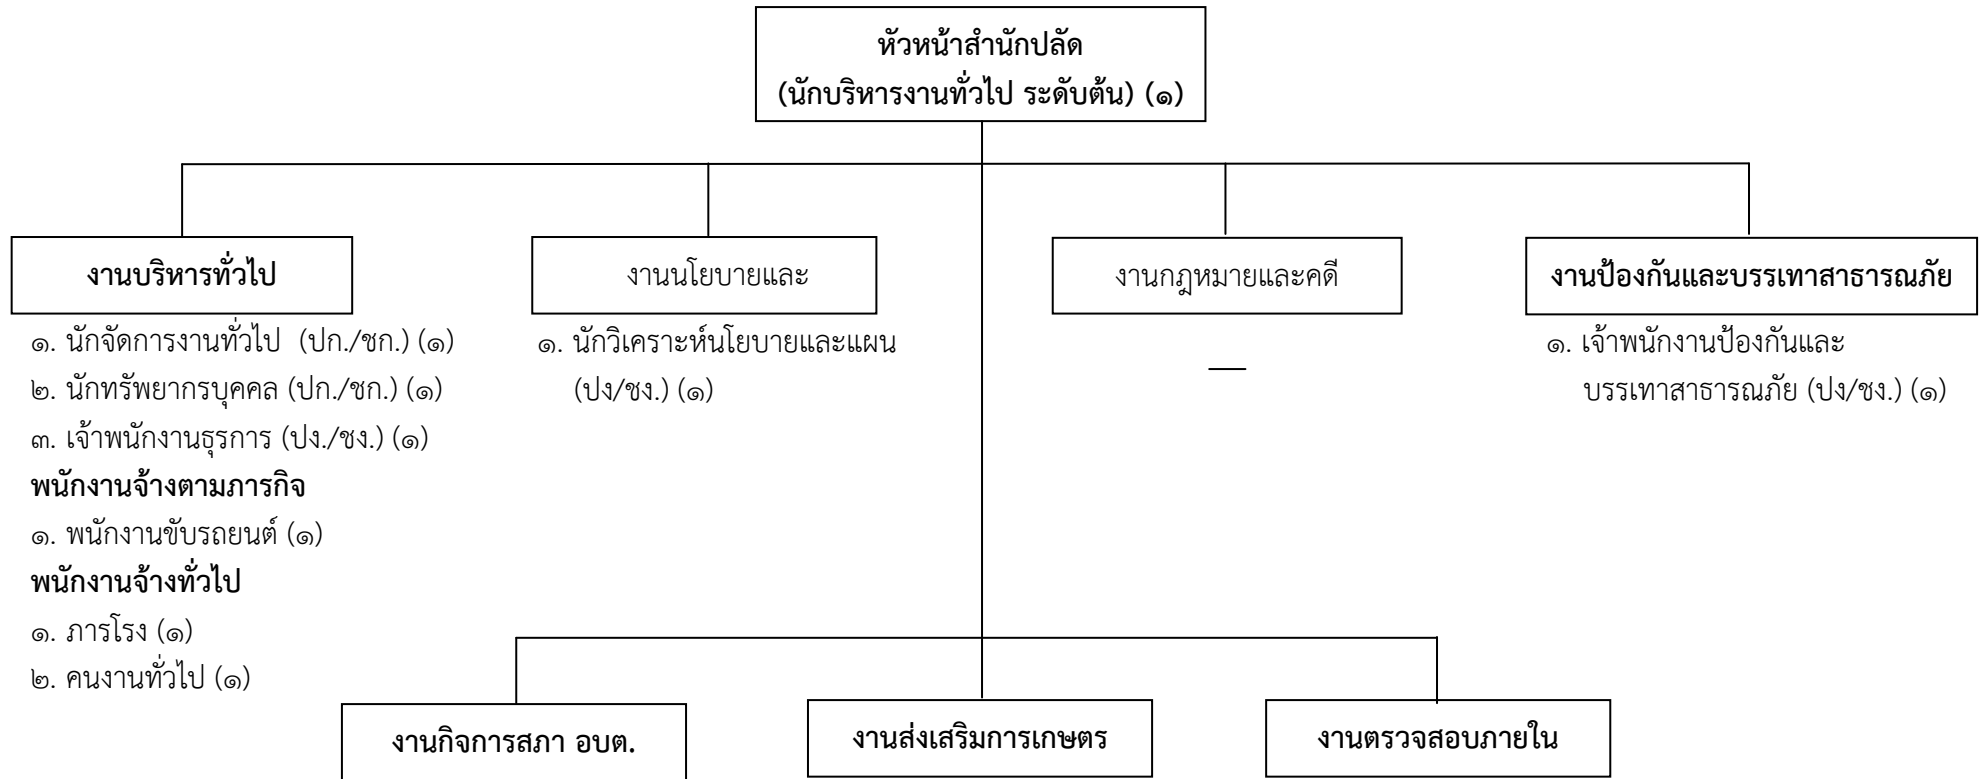 หัวหน้าสำนักปลัด
(นักบริหารงานทั่วไป ระดับต้น) (๑)
งานบริหารทั่วไป
๑. นักจัดการงานทั่วไป (ปก./ชก.) (๑)
๒. นักทรัพยากรบุคคล (ปก./ชก.) (๑)
๓. เจ้าพนักงานธุรการ (ปง./ชง.) (๑)
พนักงานจ้างตามภารกิจ
๑. พนักงานขับรถยนต์ (๑)
พนักงานจ้างทั่วไป
๑. ภารโรง (๑)
๒. คนงานทั่วไป (๑)
งานนโยบายและ
๑. นักวิเคราะห์นโยบายและแผน
(ปง/ชง.) (๑)
งานกฎหมายและคดี
งานป้องกันและบรรเทาสาธารณภัย
๑. เจ้าพนักงานป้องกันและ
บรรเทาสาธารณภัย (ปง/ชง.) (๑)
งานกิจการสภา อบต.
งานส่งเสริมการเกษตร
งานตรวจสอบภายใน